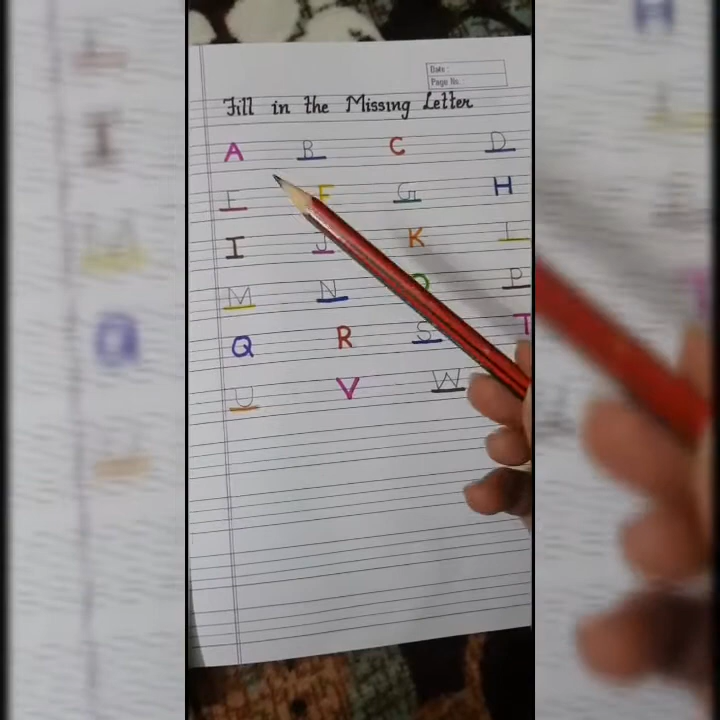 Date :
Page No.
Fill in the Missing Letter
A B C D
E F G H
I J K L
M N O P
Q R S T
U V W